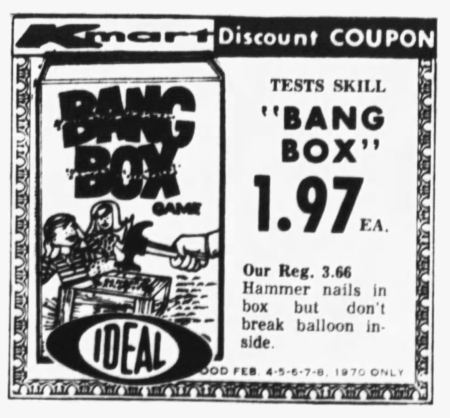 Kmart Discount COUPON
BANG
BOX
GAME
IDEAL
TESTS SKILL
"BANG
BOX"
1.97 EA.
Our Reg. 3.66
Hammer nails in
box but don't
break balloon in-
side.
OOD FEB. 4-5-6-7-8, 1970 ONLY